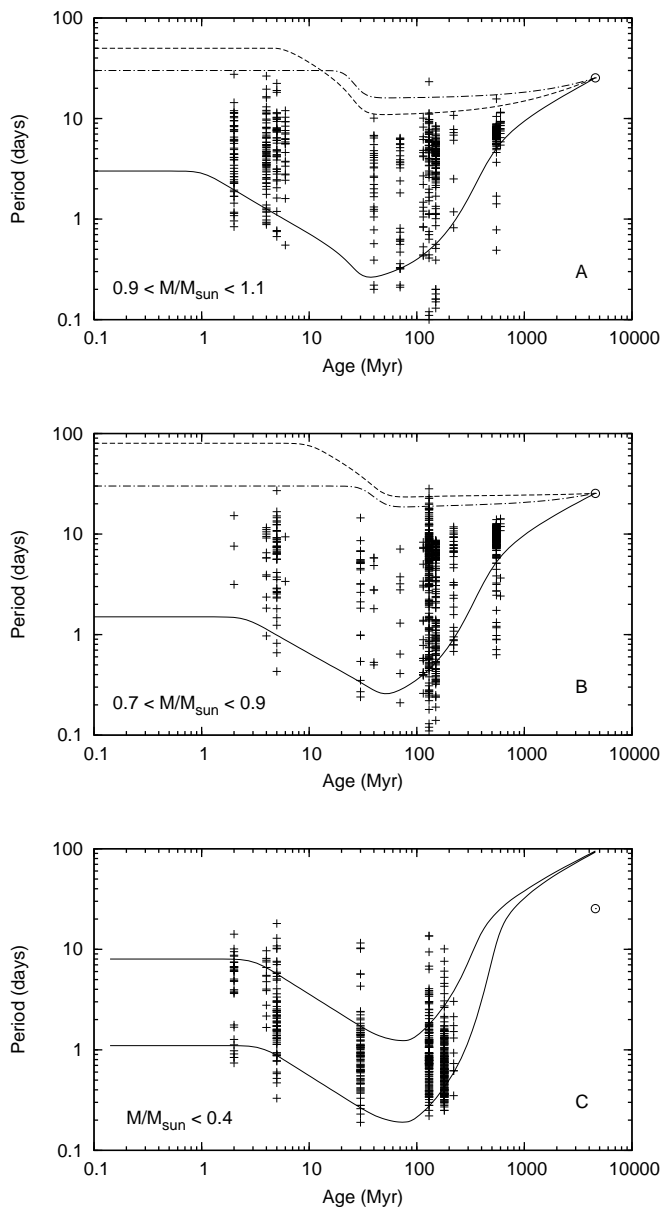 100
10
1
0.1
Period (days)
0.9 < M/M_sun < 1.1
A
0.1 1 10 100 1000 10000
Age (Myr)
100
10
1
0.1
Period (days)
0.7 < M/M_sun < 0.9
B
0.1 1 10 100 1000 10000
Age (Myr)
100
10
1
0.1
Period (days)
M/M_sun < 0.4
C
0.1 1 10 100 1000 10000
Age (Myr)